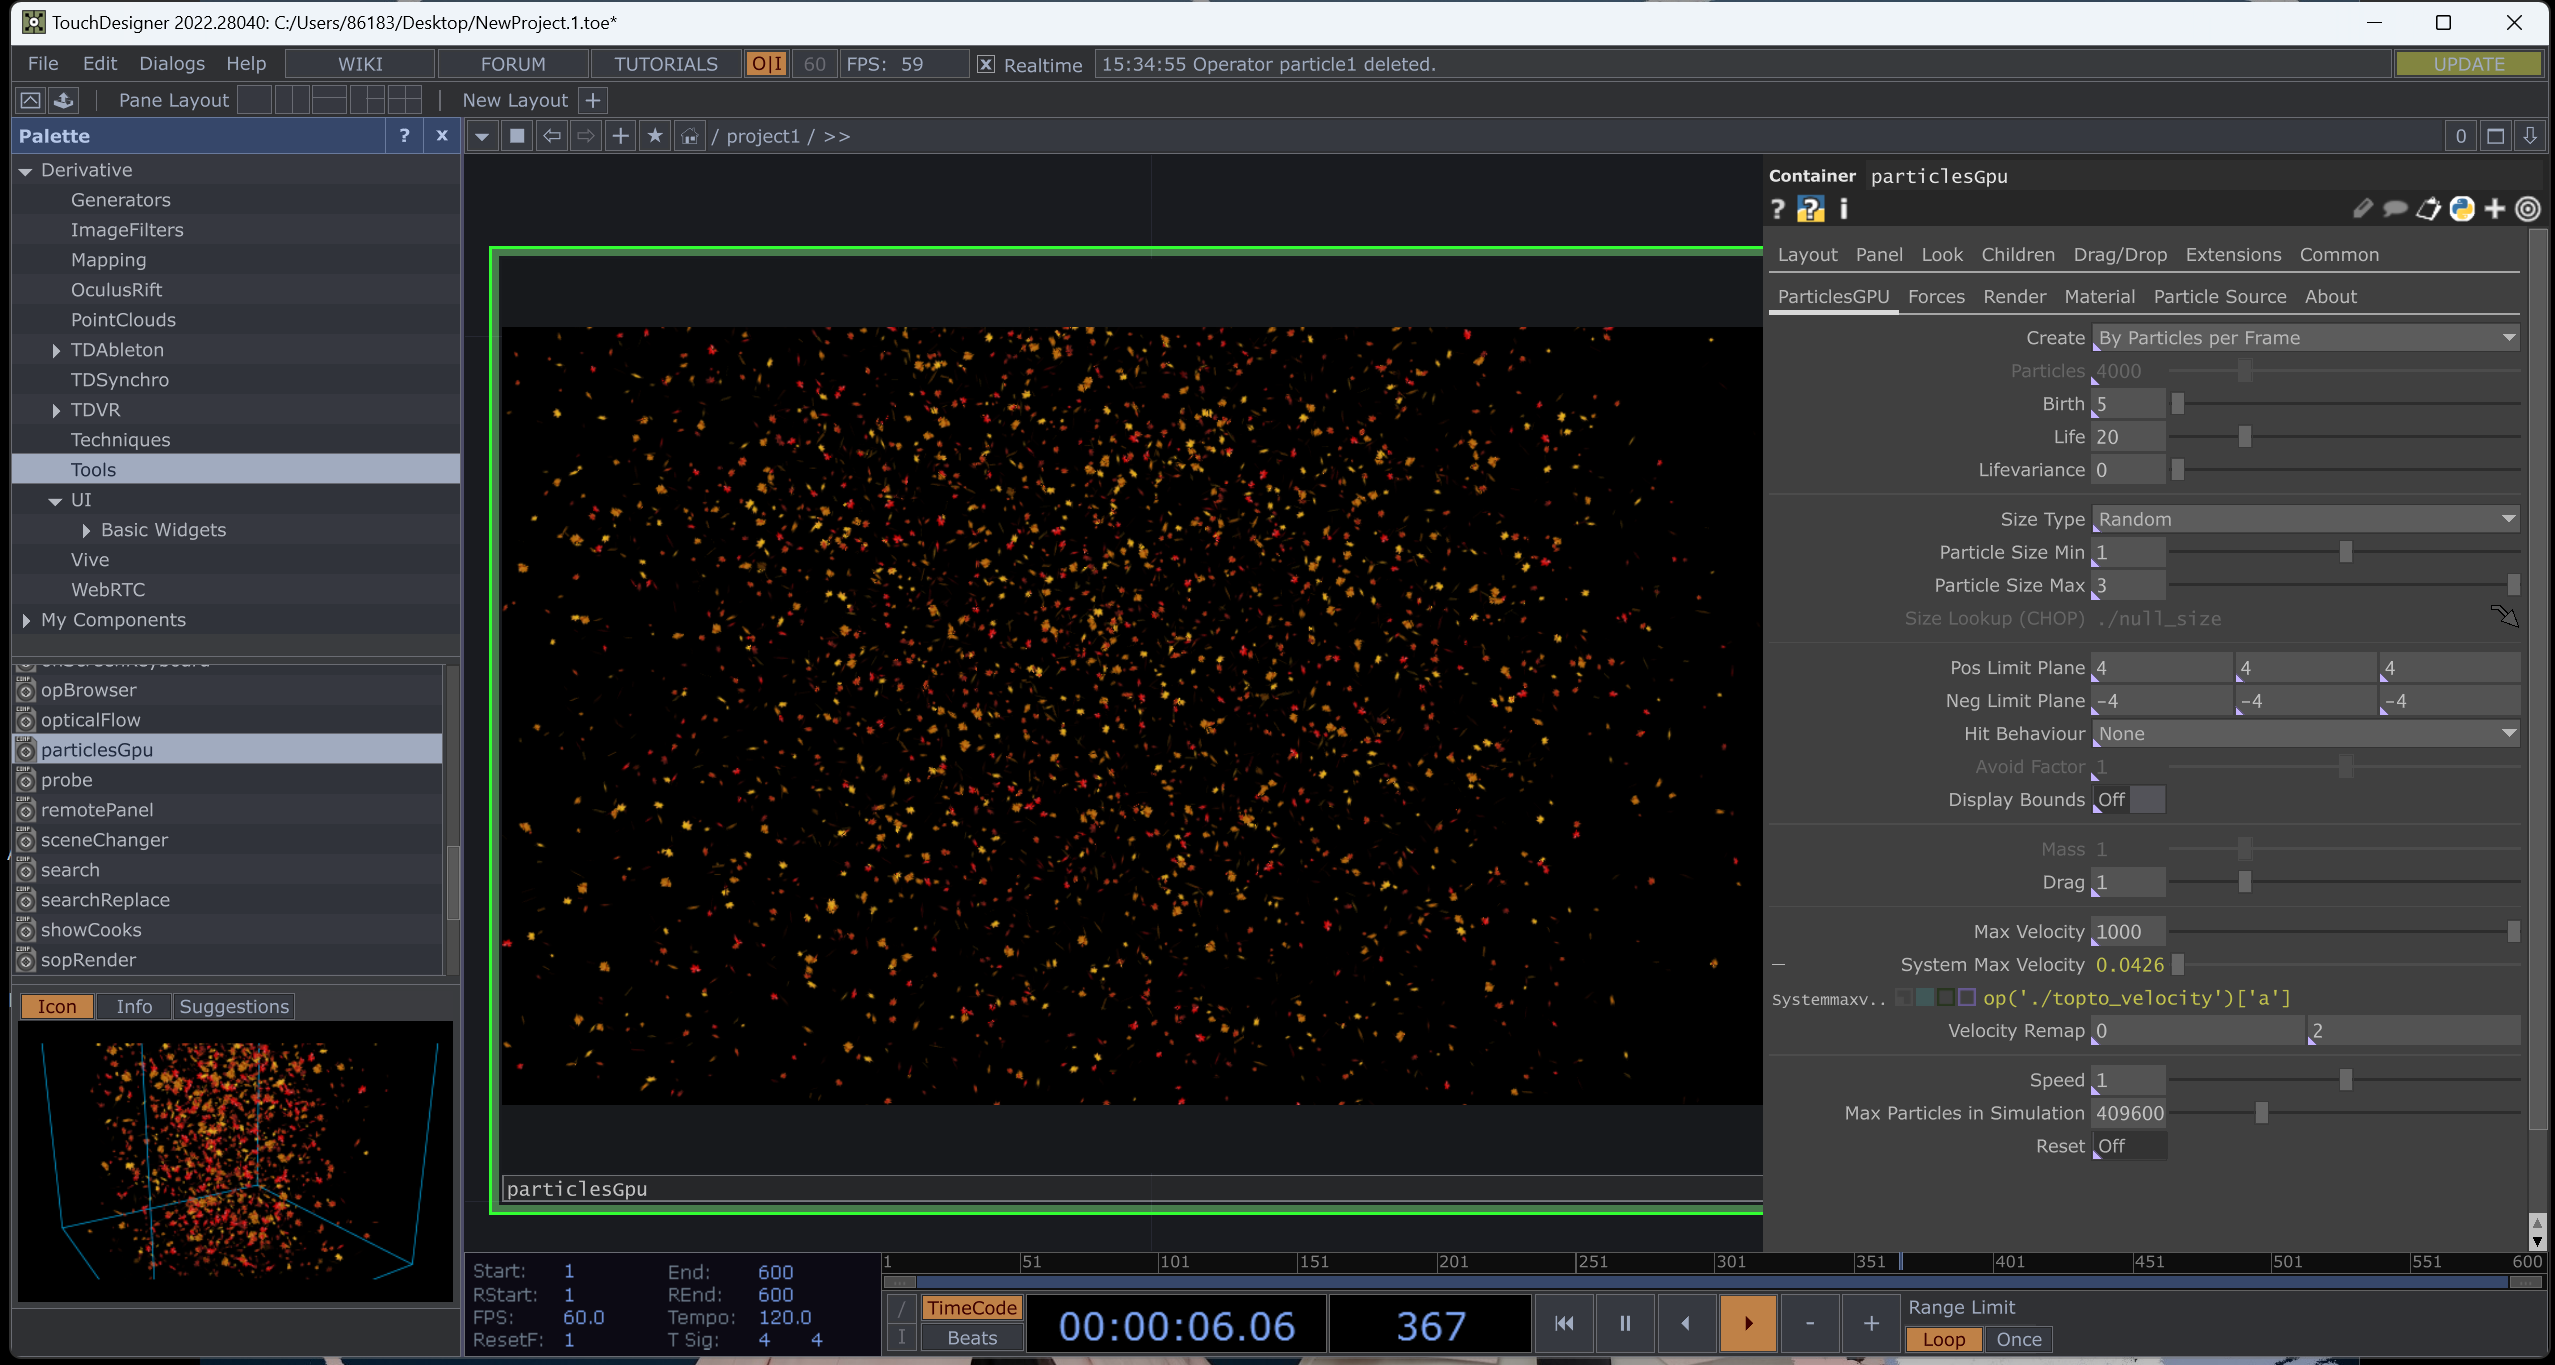 TouchDesigner 2022.28040: C:/Users/86183/Desktop/NewProject.1.toe*
File Edit Dialogs Help WIKI FORUM TUTORIALS O|I 60 FPS: 59 Realtime 15:34:55 Operator particle1 deleted. UPDATE
Pane Layout New Layout +
Palette ? x / project1 / >> 0
Derivative
Generators
ImageFilters
Mapping
OculusRift
PointClouds
TDAbleton
TDSynchro
TDVR
Techniques
Tools
UI
Basic Widgets
Vive
WebRTC
My Components
opBrowser
opticalFlow
particlesGpu
probe
remotePanel
sceneChanger
search
searchReplace
showCooks
sopRender
Icon Info Suggestions
particlesGpu
Container particlesGpu
? ? i
Layout Panel Look Children Drag/Drop Extensions Common
ParticlesGPU Forces Render Material Particle Source About
Create By Particles per Frame
Particles 4000
Birth 5
Life 20
Lifevariance 0
Size Type Random
Particle Size Min 1
Particle Size Max 3
Size Lookup (CHOP) ./null_size
Pos Limit Plane 4 4 4
Neg Limit Plane -4 -4 -4
Hit Behaviour None
Avoid Factor 1
Display Bounds Off
Mass 1
Drag 1
Max Velocity 1000
System Max Velocity 0.0426
Systemmaxv.. op('./topto_velocity')['a']
Velocity Remap 0 2
Speed 1
Max Particles in Simulation 409600
Reset Off
Start: 1 End: 600
RStart: 1 REnd: 600
FPS: 60.0 Tempo: 120.0
ResetF: 1 T Sig: 4 4
1 51 101 151 201 251 301 351 401 451 501 551 600
/ TimeCode
I Beats
00:00:06.06 367
- +
Range Limit
Loop Once